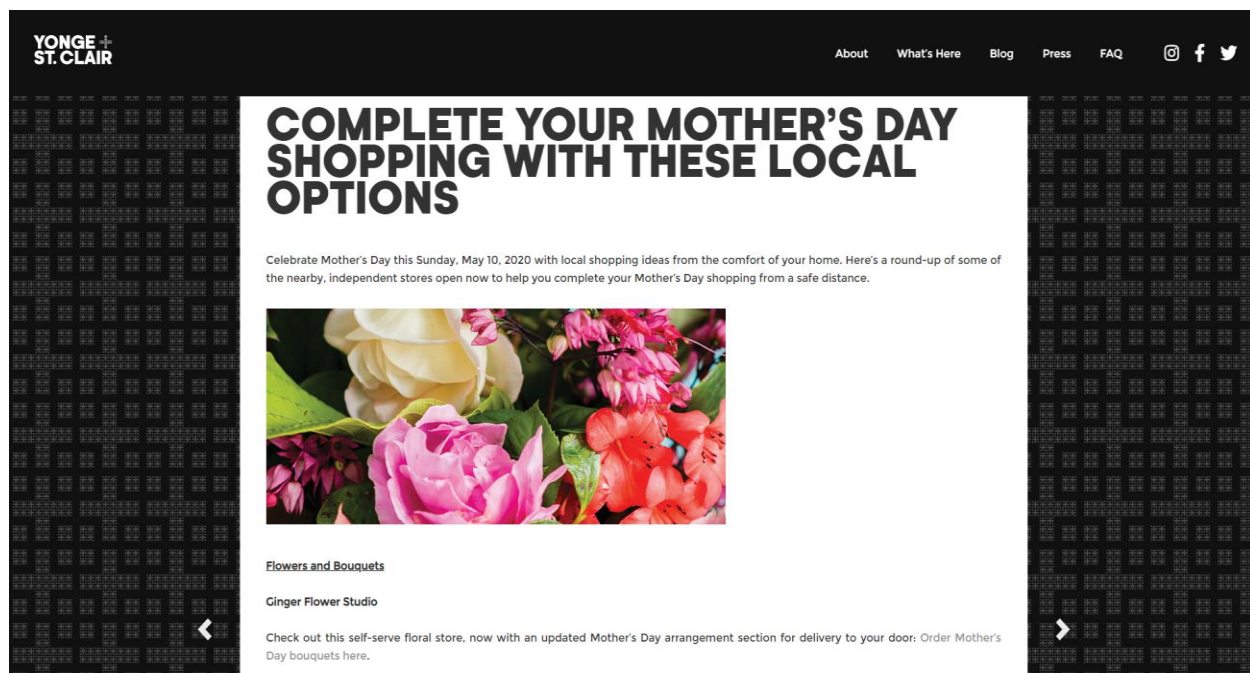 YONGE +
ST. CLAIR
About What's Here Blog Press FAQ
COMPLETE YOUR MOTHER'S DAY
SHOPPING WITH THESE LOCAL
OPTIONS
Celebrate Mother's Day this Sunday, May 10, 2020 with local shopping ideas from the comfort of your home. Here's a round-up of some of
the nearby, independent stores open now to help you complete your Mother's Day shopping from a safe distance.
Flowers and Bouquets
Ginger Flower Studio
Check out this self-serve floral store, now with an updated Mother's Day arrangement section for delivery to your door: Order Mother's
Day bouquets here.